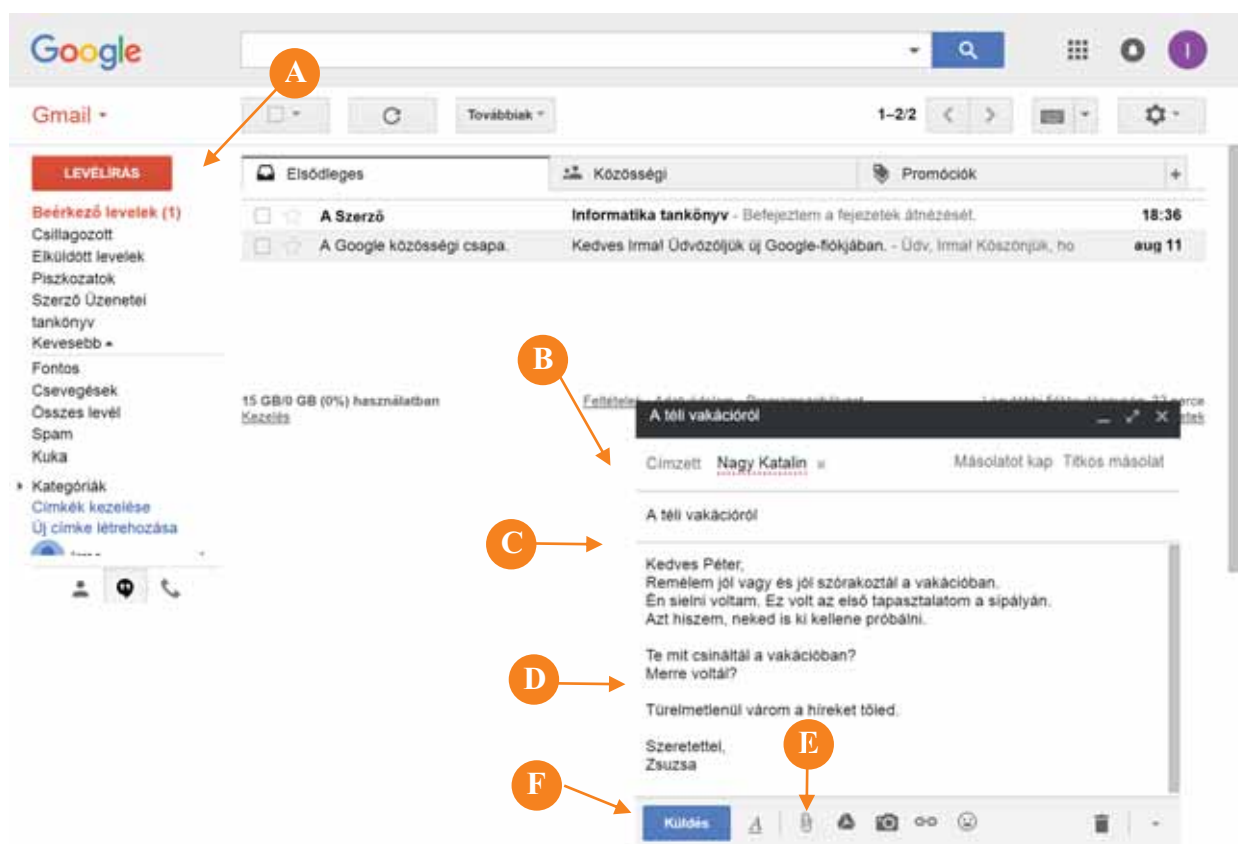 Google
A
I
Gmail
Továbbiak
1–2/2
LEVÉLÍRÁS
Elsődleges
Közösségi
Promóciók
+
Beérkező levelek (1)
A Szerző
Informatika tankönyv - Befejeztem a fejezetek átnézését.
18:36
Csillagozott
A Google közösségi csapa.
Kedves Irma! Üdvözöljük új Google-fiókjában. - Üdv, Irma! Köszönjük, ho
aug 11
Elküldött levelek
Piszkozatok
Szerző Üzenetei
tankönyv
Kevesebb
Fontos
Csevegések
Összes levél
Spam
Kuka
Kategóriák
Címkék kezelése
Új címke létrehozása
B
15 GB/0 GB (0%) használatban
Kezelés
A téli vakációról
Címzett Nagy Katalin
Másolatot kap Titkos másolat
A téli vakációról
C
Kedves Péter,
Remélem jól vagy és jól szórakoztál a vakációban.
Én síelni voltam. Ez volt az első tapasztalatom a sípályán.
Azt hiszem, neked is ki kellene próbálni.
Te mit csináltál a vakációban?
D
Merre voltál?
Türelmetlenül várom a híreket tőled.
E
Szeretettel,
Zsuzsa
F
Küldés
A